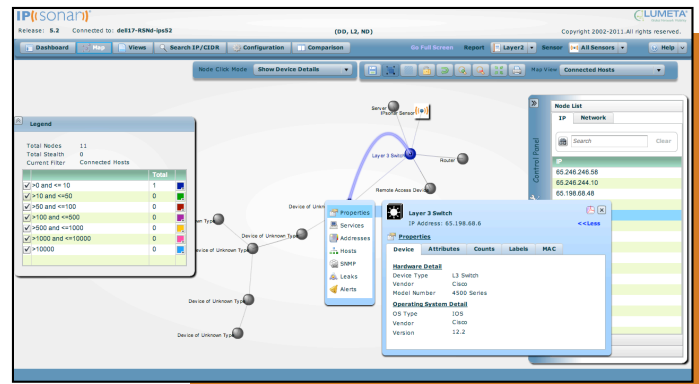 IP((sonar))
LUMETA
Release: 5.2 Connected to: dell17-R5Nd-ips52
(DD, L2, ND)
Copyright 2002-2011. All rights reserved.
Dashboard Map Views Search IP/CIDR Configuration Comparison Go Full Screen Report Layer2 Sensor All Sensors Help
Node Click Mode Show Device Details Map View Connected Hosts
Legend
Total Nodes 11
Total Stealth 0
Current Filter Connected Hosts
Total
>0 and <= 10 1
>10 and <=50 0
>50 and <=100 0
>100 and <=500 0
>500 and <=1000 0
>1000 and <=10000 0
>10000 0
Server
IPsonar Sensor
Layer 3 Switch
Router
Remote Access Device
Device of Unkn
wn Type
Device of Unknown Type
evice of Unknown Type
Device of Unknown Type
Device of Unknown Type
Properties
Services
Addresses
Hosts
SNMP
Leaks
Alerts
Layer 3 Switch
IP Address: 65.198.68.6
<<Less
Properties
Device Attributes Counts Labels MAC
Hardware Detail
Device Type L3 Switch
Vendor Cisco
Model Number 4500 Series
Operating System Detail
OS Type IOS
Vendor Cisco
Version 12.2
Control Panel
Node List
IP Network
Search Clear
IP
65.246.246.58
65.246.244.10
65.198.68.48